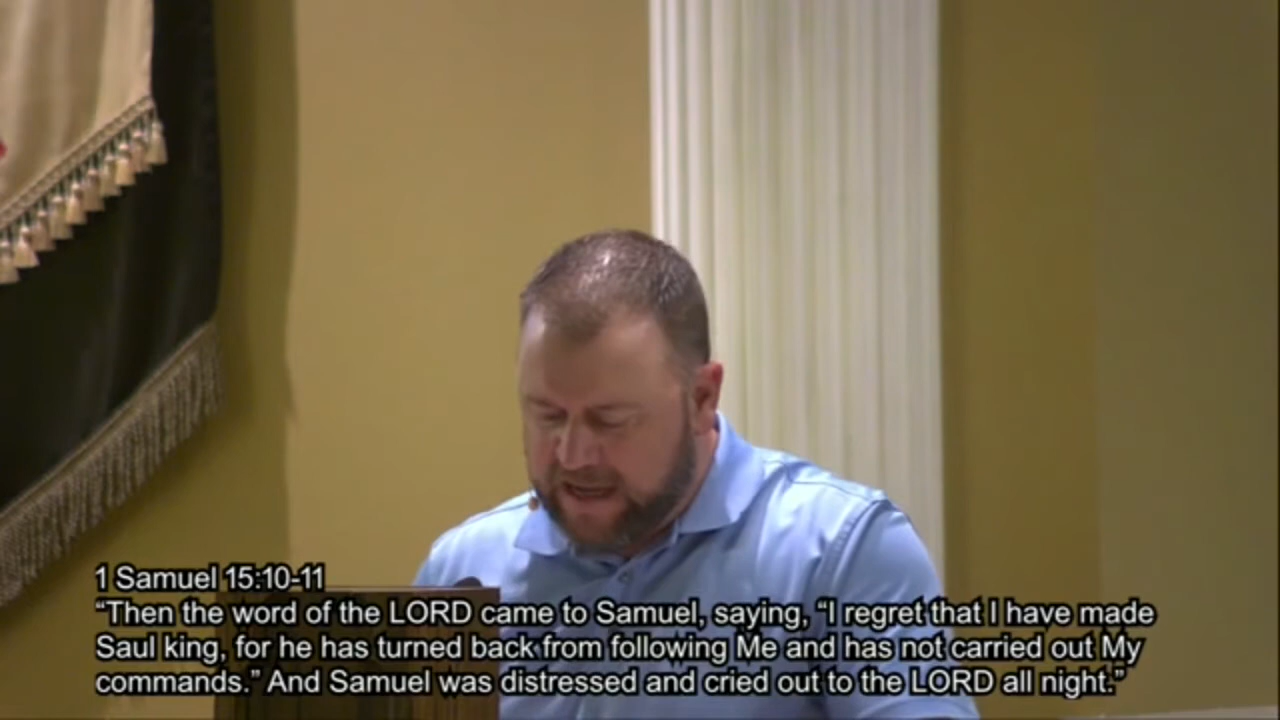 1 Samuel 15:10-11
“Then the word of the LORD came to Samuel, saying, “I regret that I have made
Saul king, for he has turned back from following Me and has not carried out My
commands.” And Samuel was distressed and cried out to the LORD all night.”